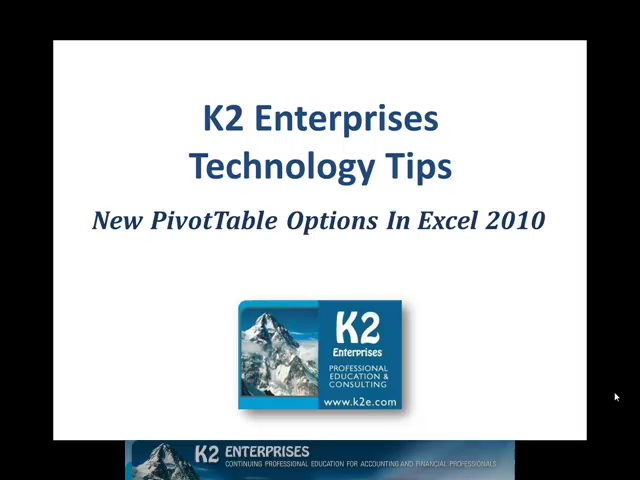 K2 Enterprises
Technology Tips
New PivotTable Options In Excel 2010
K2
Enterprises
PROFESSIONAL
EDUCATION &
CONSULTING
www.k2e.com
K2 ENTERPRISES
CONTINUING PROFESSIONAL EDUCATION FOR ACCOUNTING AND FINANCIAL PROFESSIONALS